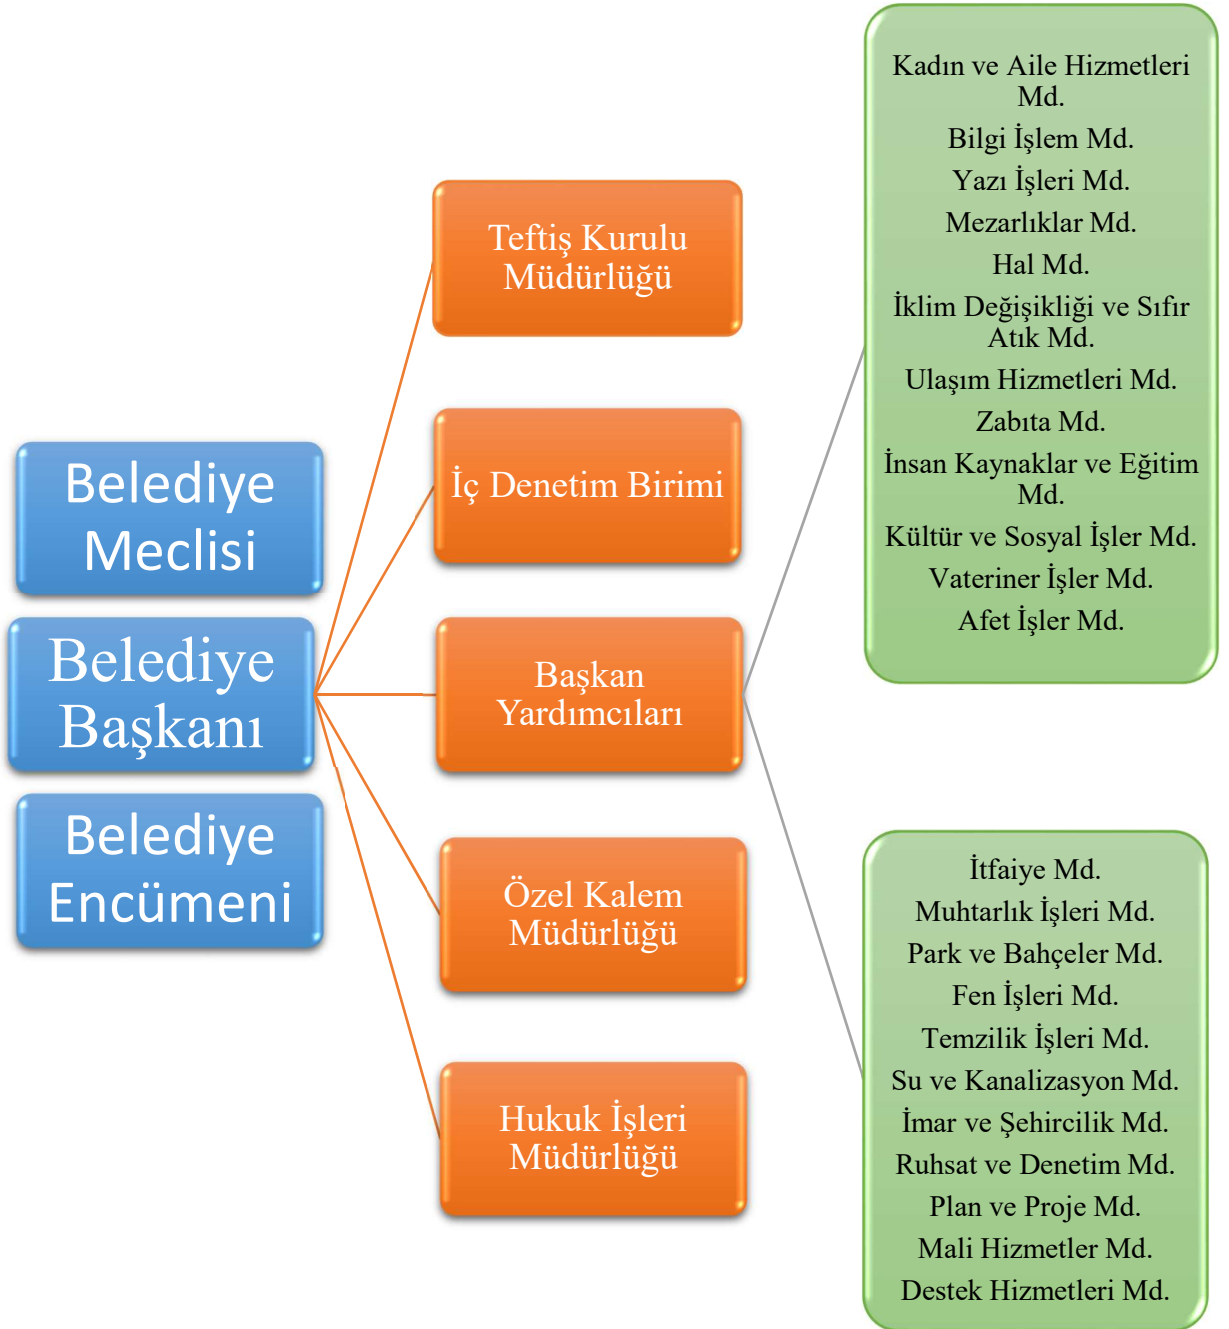 Belediye
Meclisi
Belediye
Başkanı
Belediye
Encümeni
Teftiş Kurulu
Müdürlüğü
İç Denetim Birimi
Başkan
Yardımcıları
Özel Kalem
Müdürlüğü
Hukuk İşleri
Müdürlüğü
Kadın ve Aile Hizmetleri
Md.
Bilgi İşlem Md.
Yazı İşleri Md.
Mezarlıklar Md.
Hal Md.
İklim Değişikliği ve Sıfır
Atık Md.
Ulaşım Hizmetleri Md.
Zabıta Md.
İnsan Kaynaklar ve Eğitim
Md.
Kültür ve Sosyal İşler Md.
Vateriner İşler Md.
Afet İşler Md.
İtfaiye Md.
Muhtarlık İşleri Md.
Park ve Bahçeler Md.
Fen İşleri Md.
Temzilik İşleri Md.
Su ve Kanalizasyon Md.
İmar ve Şehircilik Md.
Ruhsat ve Denetim Md.
Plan ve Proje Md.
Mali Hizmetler Md.
Destek Hizmetleri Md.